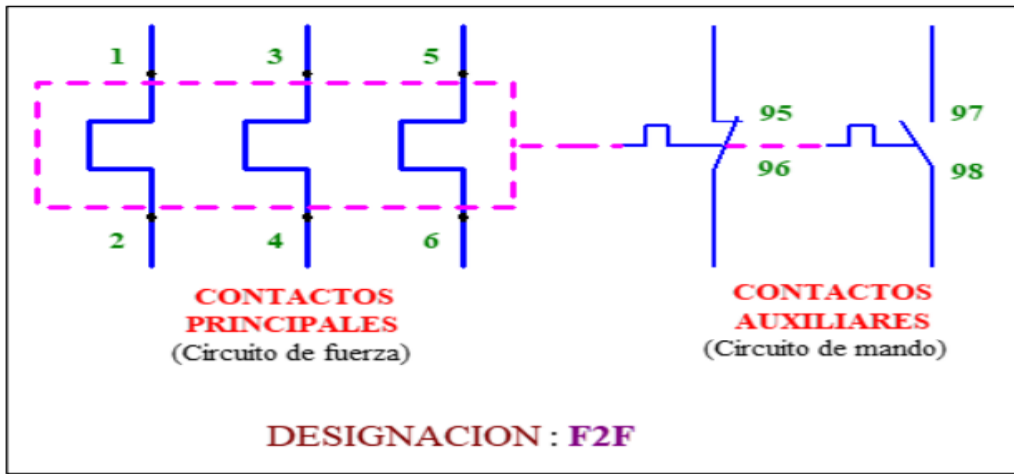 1 3 5
95 97
96 98
2 4 6
CONTACTOS
PRINCIPALES
(Circuito de fuerza)
CONTACTOS
AUXILIARES
(Circuito de mando)
DESIGNACION : F2F